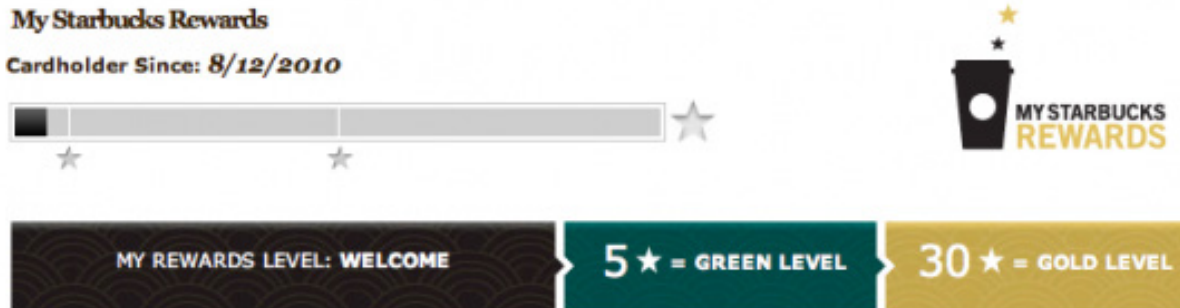 My Starbucks Rewards
Cardholder Since: 8/12/2010
MY STARBUCKS
REWARDS
MY REWARDS LEVEL: WELCOME
5 ★ = GREEN LEVEL
30 ★ = GOLD LEVEL